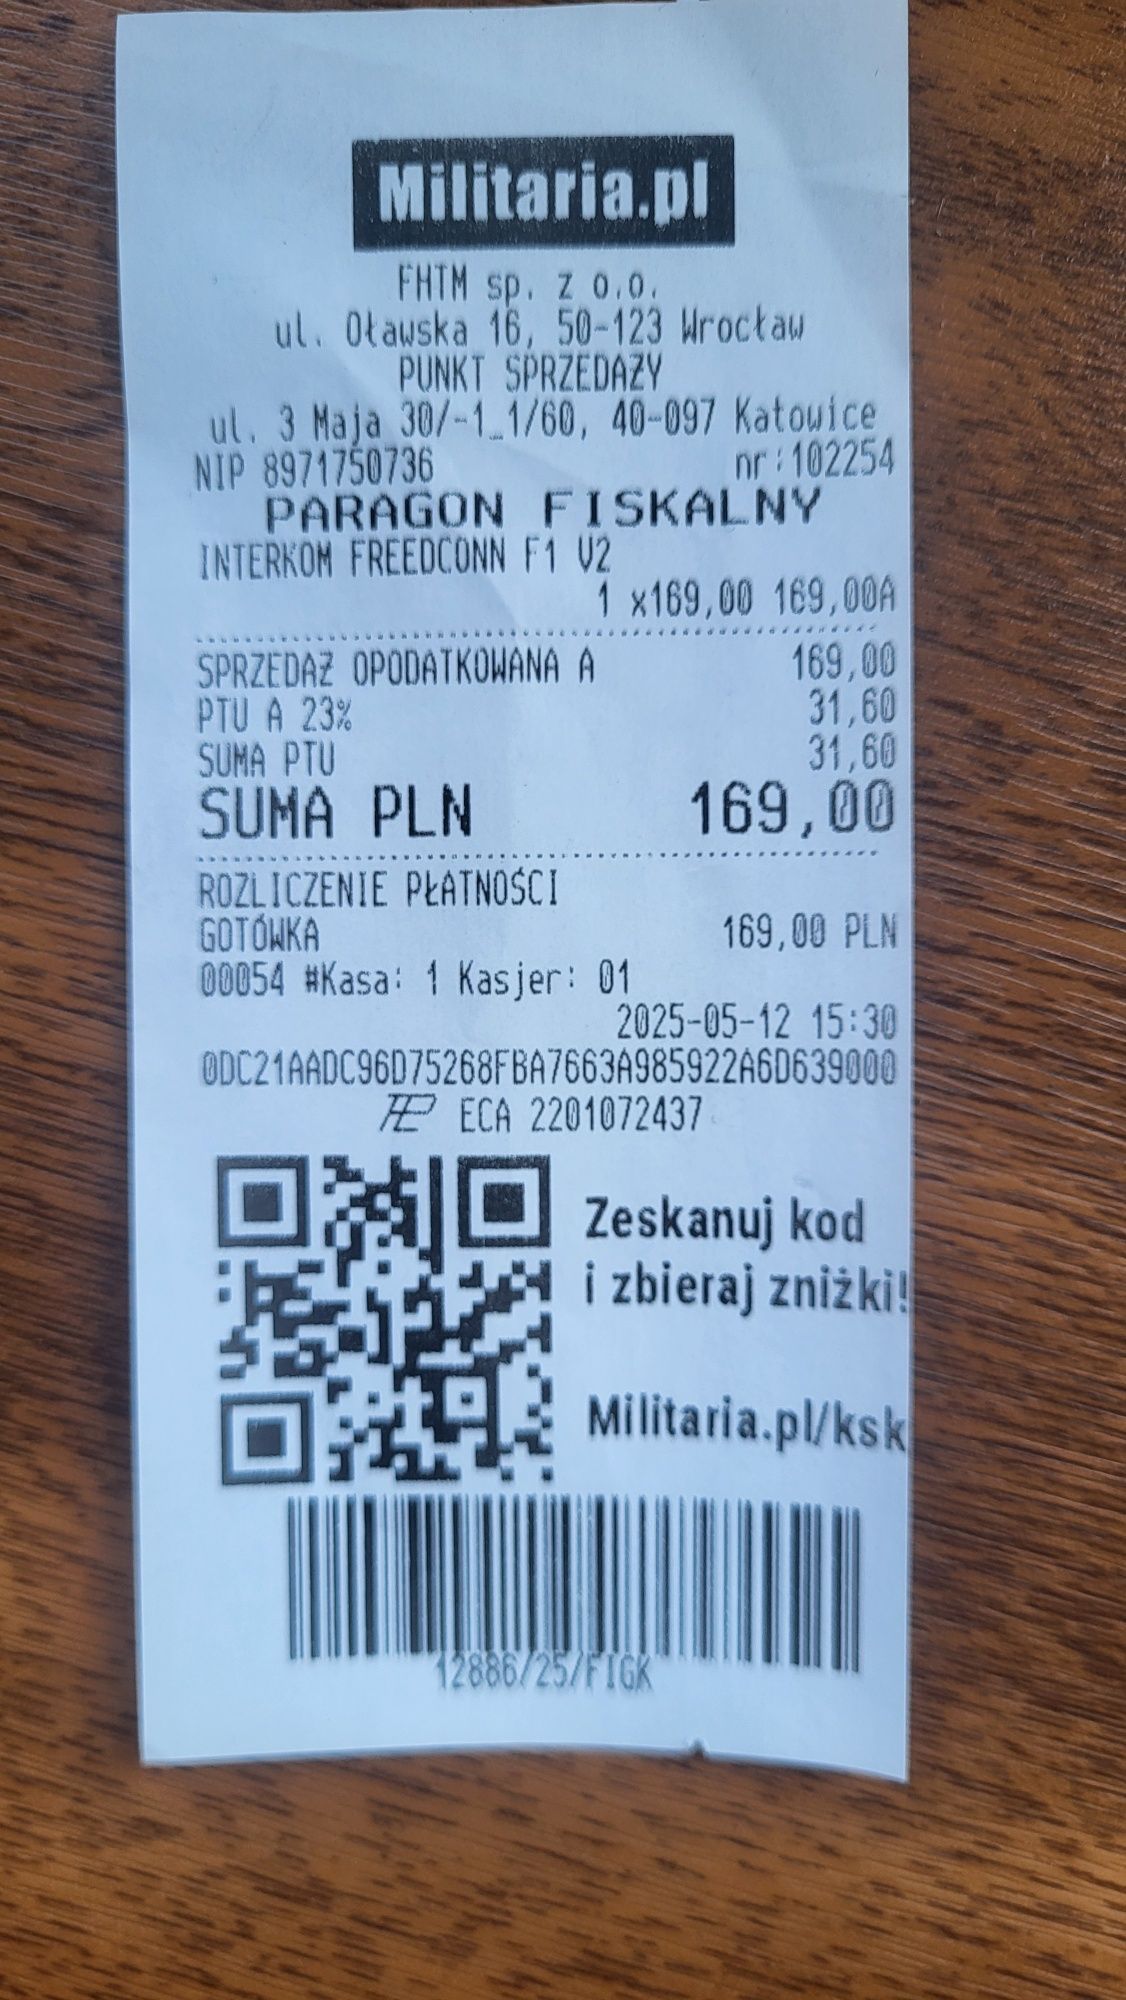 Militaria.pl
FHTM sp. z o.o.
ul. Oławska 16, 50-123 Wrocław
PUNKT SPRZEDAŻY
ul. 3 Maja 30/-1_1/60, 40-097 Katowice
NIP 8971750736 nr:102254
PARAGON FISKALNY
INTERKOM FREEDCONN F1 V2
1 x169,00 169,00A
SPRZEDAŻ OPODATKOWANA A 169,00
PTU A 23% 31,60
SUMA PTU 31,60
SUMA PLN 169,00
ROZLICZENIE PŁATNOŚCI
GOTÓWKA 169,00 PLN
00054 #Kasa: 1 Kasjer: 01
2025-05-12 15:30
0DC21AADC96D75268FBA7663A985922A6D639000
ECA 2201072437
Zeskanuj kod
i zbieraj zniżki!
Militaria.pl/ksk
12886/25/FIGK